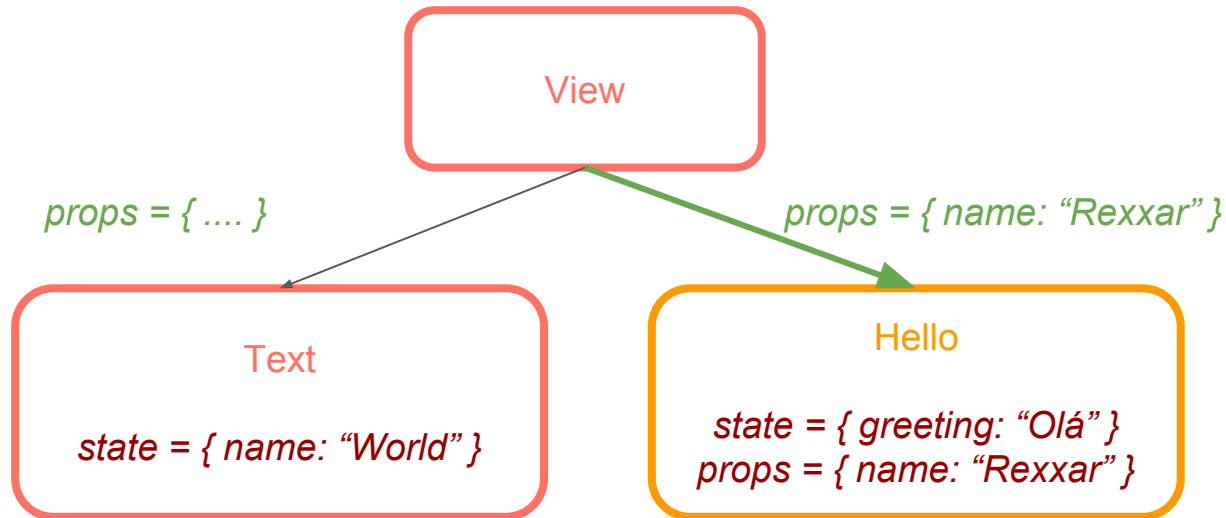 View
props = { .... }
props = { name: “Rexxar” }
Text
state = { name: “World” }
Hello
state = { greeting: “Olá” }
props = { name: “Rexxar” }